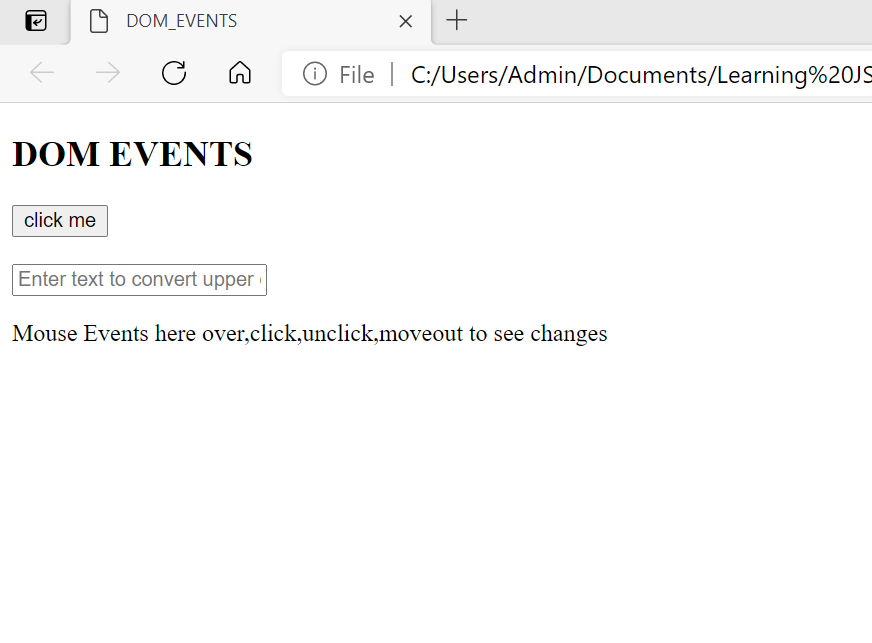 DOM_EVENTS
File
C:/Users/Admin/Documents/Learning%20JS
DOM EVENTS
click me
Enter text to convert upper
Mouse Events here over,click,unclick,moveout to see changes